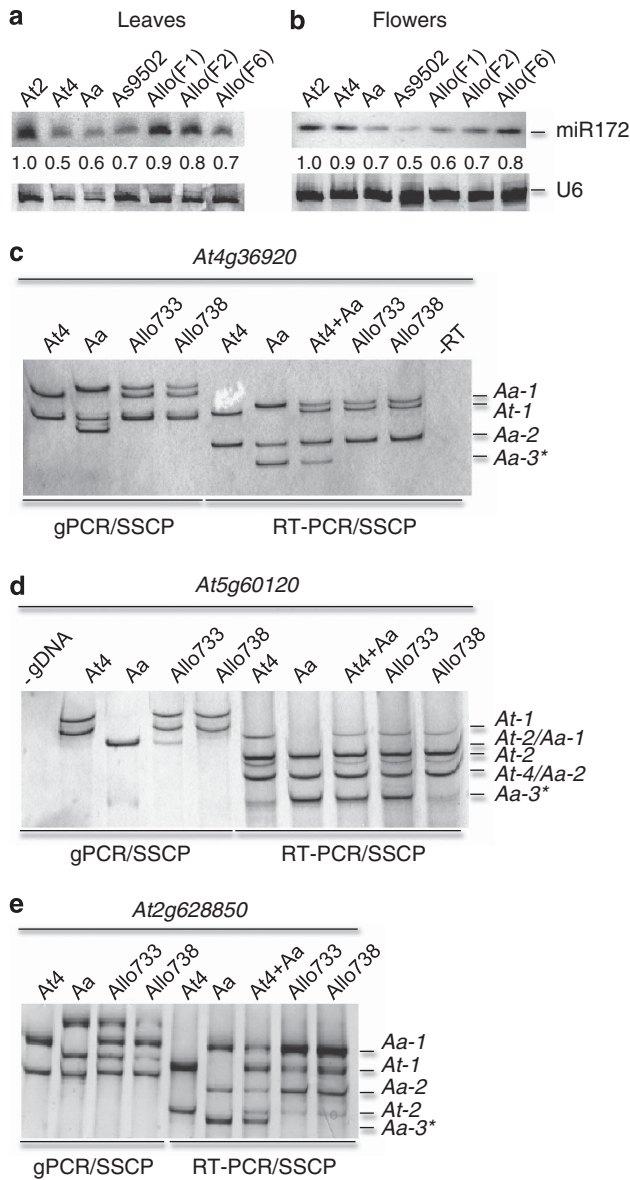 a Leaves
b Flowers
At2 At4 Aa As9502 Allo(F1) Allo(F2) Allo(F6)
At2 At4 Aa As9502 Allo(F1) Allo(F2) Allo(F6)
miR172
1.0 0.5 0.6 0.7 0.9 0.8 0.7
1.0 0.9 0.7 0.5 0.6 0.7 0.8
U6
c
At4g36920
At4 Aa Allo733 Allo738 At4 Aa At4+Aa Allo733 Allo738 -RT
Aa-1
At-1
Aa-2
Aa-3*
gPCR/SSCP RT-PCR/SSCP
d
At5g60120
- gDNA At4 Aa Allo733 Allo738 At4 Aa At4+Aa Allo733 Allo738
At-1
At-2/Aa-1
At-2
At-4/Aa-2
Aa-3*
gPCR/SSCP RT-PCR/SSCP
e
At2g628850
At4 Aa Allo733 Allo738 At4 Aa At4+Aa Allo733 Allo738
Aa-1
At-1
Aa-2
At-2
Aa-3*
gPCR/SSCP RT-PCR/SSCP